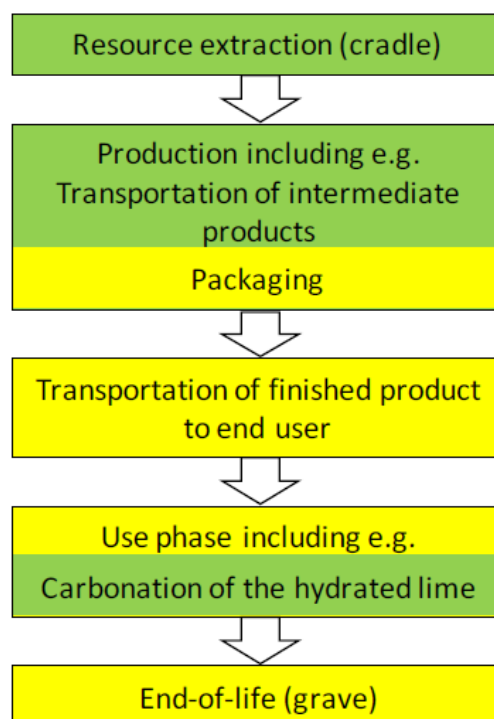 Resource extraction (cradle)
Production including e.g.
Transportation of intermediate
products
Packaging
Transportation of finished product
to end user
Use phase including e.g.
Carbonation of the hydrated lime
End-of-life (grave)